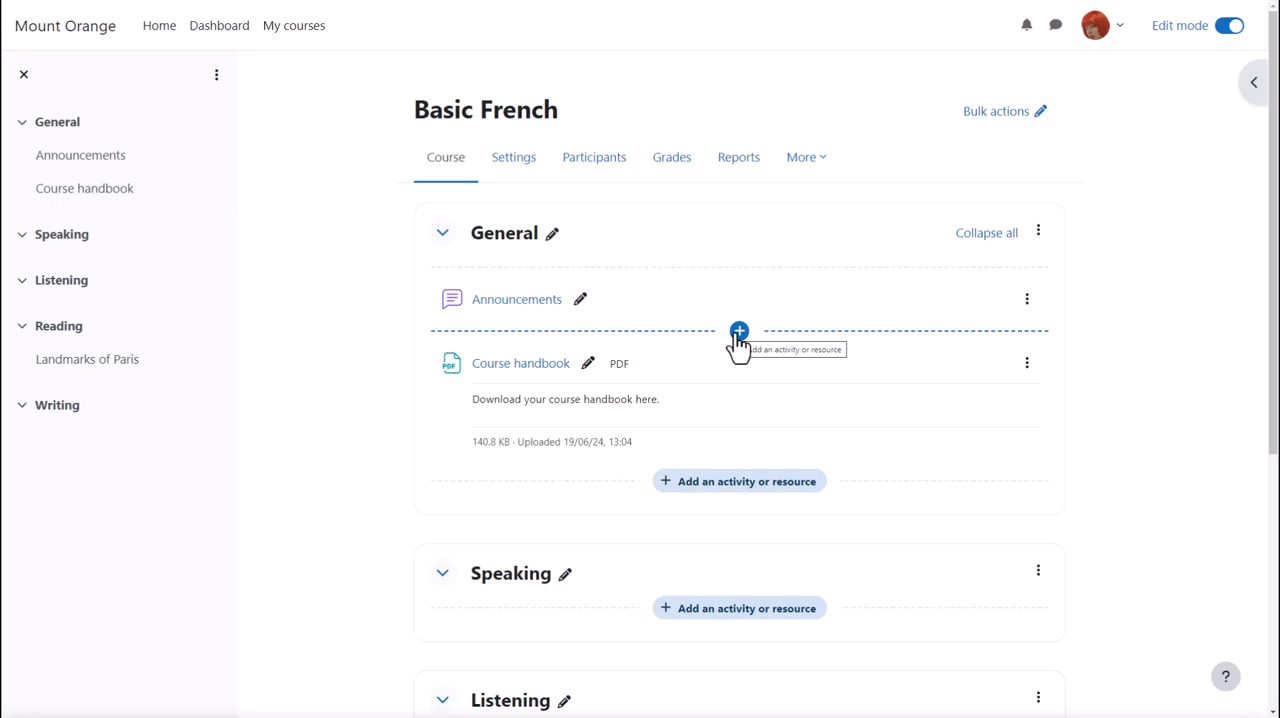 Mount Orange Home Dashboard My courses Edit mode
General
Announcements
Course handbook
Speaking
Listening
Reading
Landmarks of Paris
Writing
Basic French
Bulk actions
Course Settings Participants Grades Reports More
General
Collapse all
Announcements
dd an activity or resource
PDF
Course handbook PDF
Download your course handbook here.
140.8 KB · Uploaded 19/06/24, 13:04
+ Add an activity or resource
Speaking
+ Add an activity or resource
Listening
?